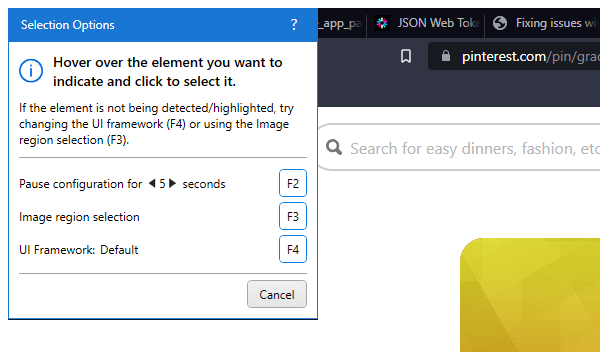 Selection Options ?
_app_pa
JSON Web Toke
Fixing issues wi
Hover over the element you want to
indicate and click to select it.
pinterest.com/pin/grad
If the element is not being detected/highlighted, try
changing the UI framework (F4) or using the Image
region selection (F3).
Search for easy dinners, fashion, etc
Pause configuration for 5 seconds F2
Image region selection F3
UI Framework: Default F4
Cancel